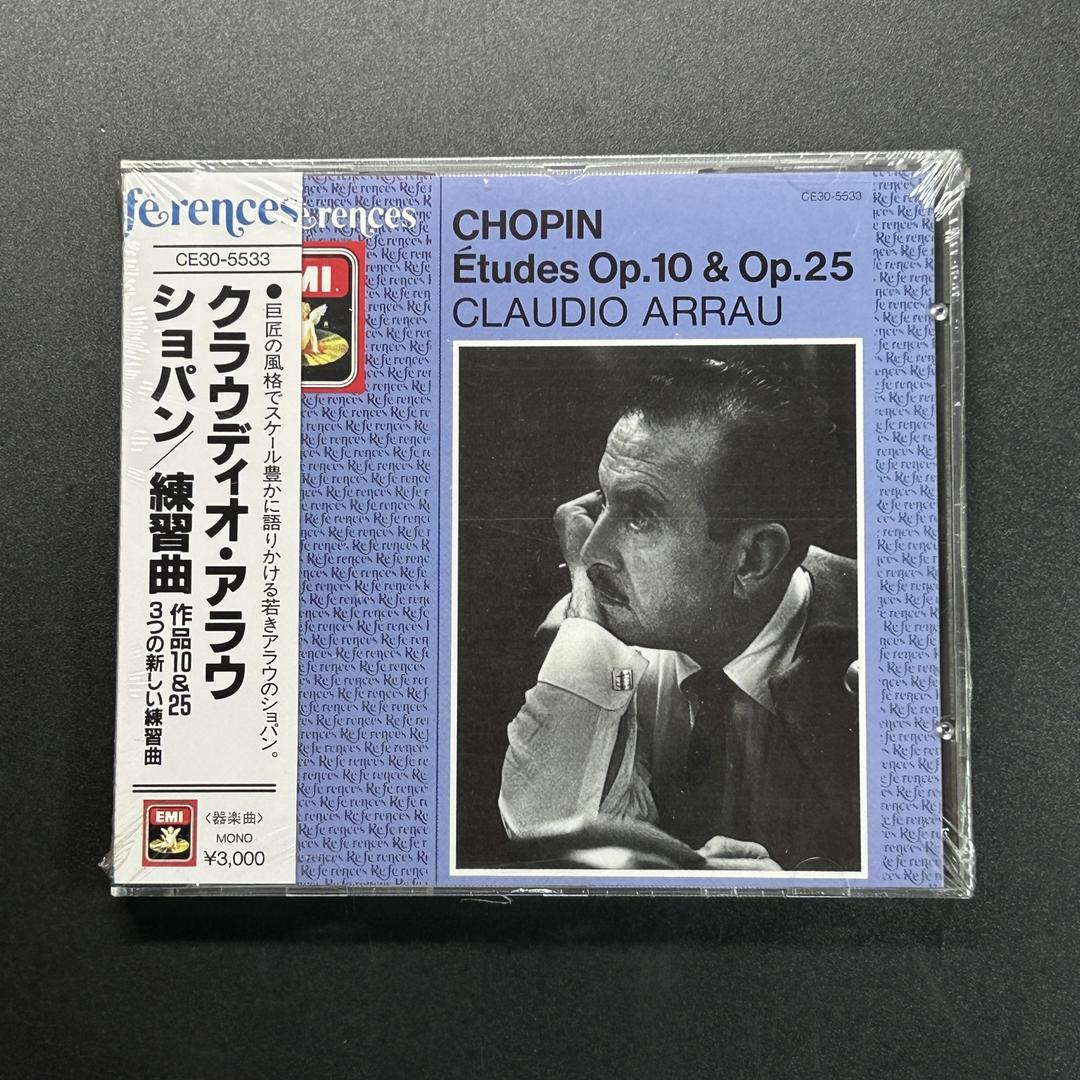 férences
CE30-5533
●巨匠の風格でスケール豊かに語りかける若きアラウのショパン。
クラウディオ・アラウ
ショパン/練習曲
作品10&25
3つの新しい練習曲
EMI
〈器楽曲〉
MONO
¥3,000
érences
MI
CE30-5533
CHOPIN
Études Op.10 & Op.25
CLAUDIO ARRAU